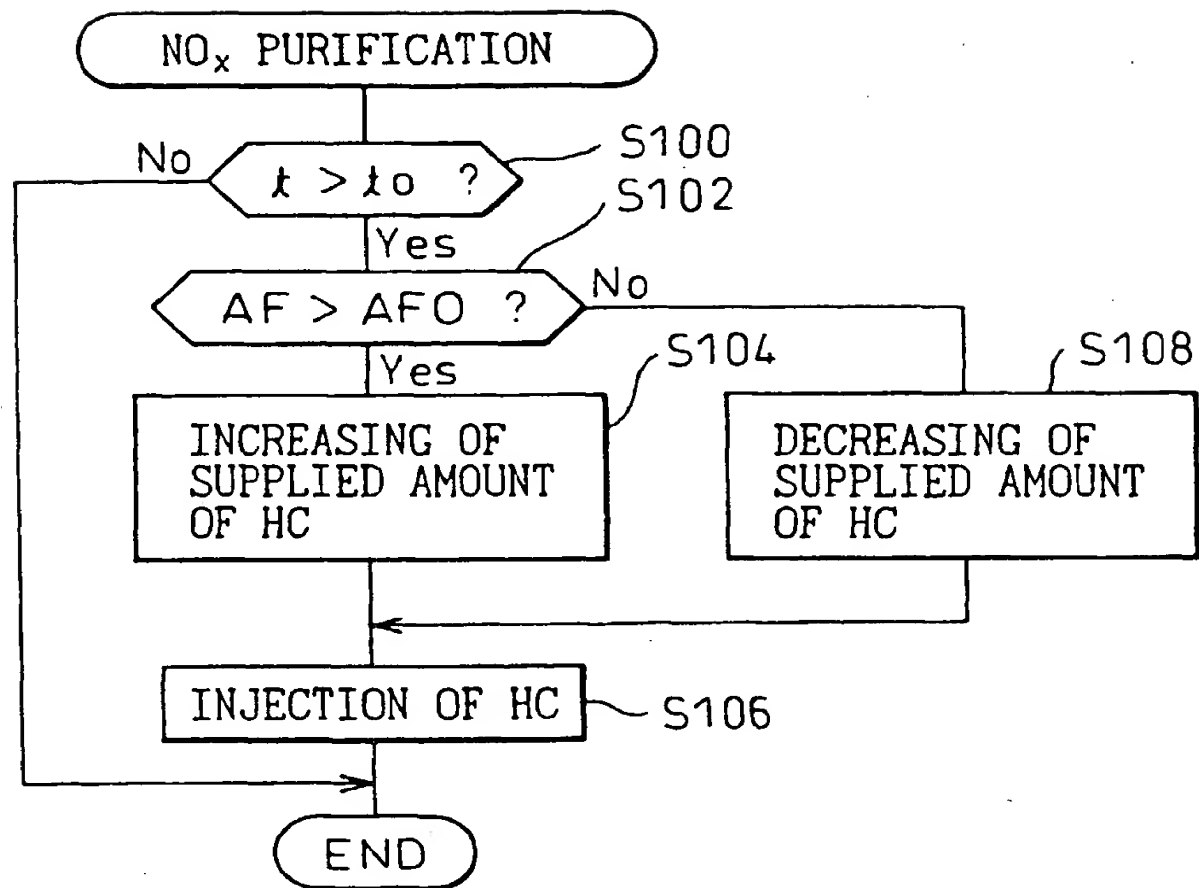 NOx PURIFICATION
No
t > to ?
S100
S102
Yes
AF > AFO ?
No
S104
S108
Yes
INCREASING OF
SUPPLIED AMOUNT
OF HC
DECREASING OF
SUPPLIED AMOUNT
OF HC
INJECTION OF HC
S106
END